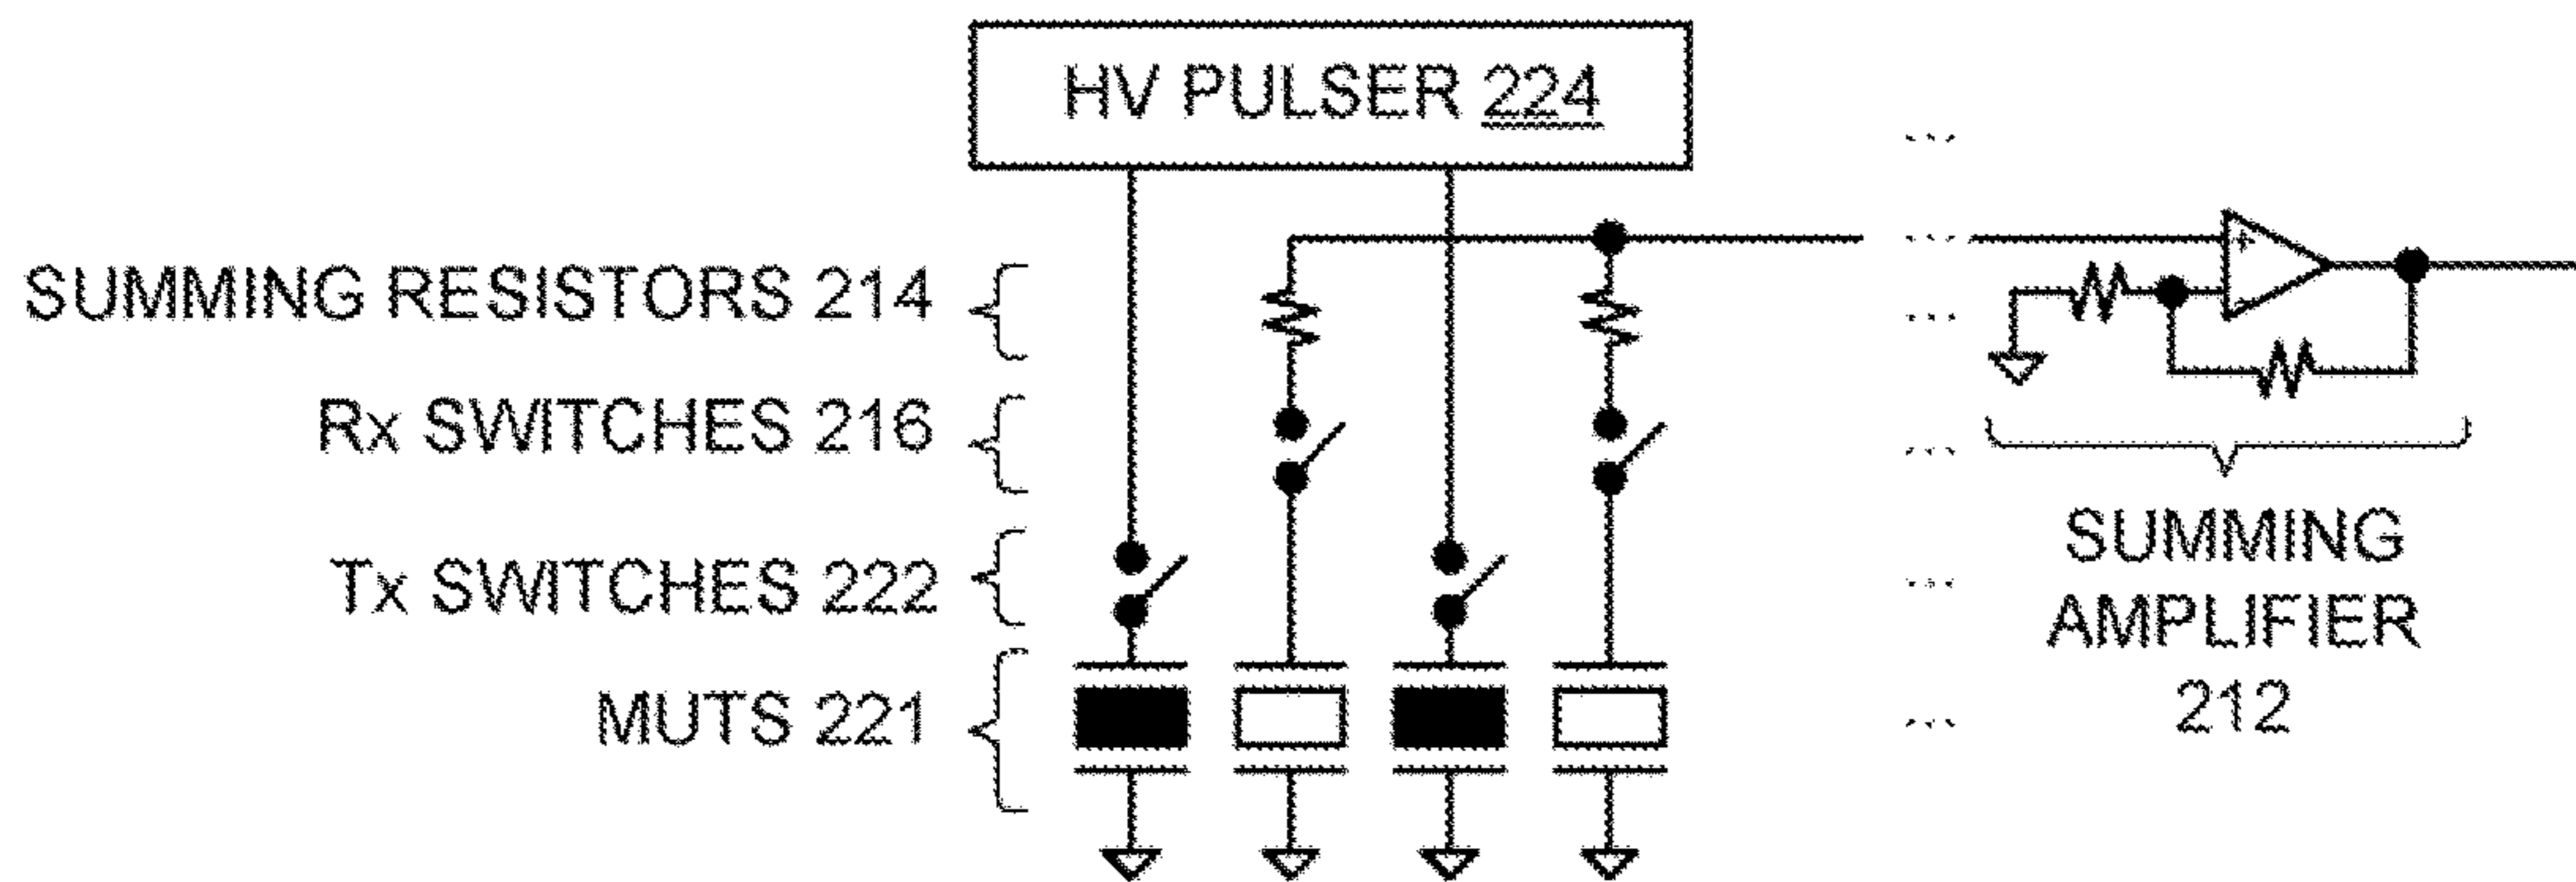 HV PULSER 224
SUMMING RESISTORS 214
Rx SWITCHES 216
Tx SWITCHES 222
MUTS 221
...
...
...
...
...
...
+
-
SUMMING
AMPLIFIER
212